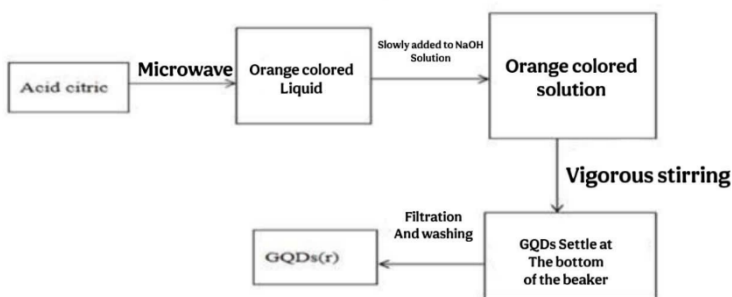 Acid citric
Microwave
Orange colored
Liquid
Slowly added to NaOH
Solution
Orange colored
solution
Vigorous stirring
GQDs Settle at
The bottom
of the beaker
Filtration
And washing
GQDs(r)